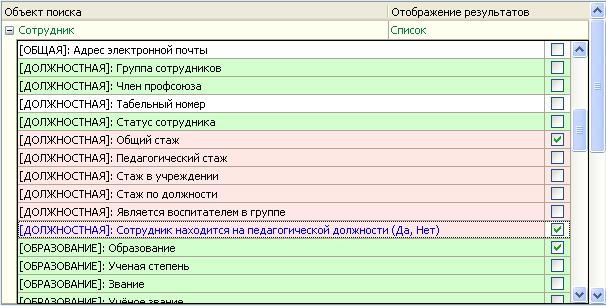 Объект поиска Отображение результатов
Сотрудник Список
[ОБЩАЯ]: Адрес электронной почты
[ДОЛЖНОСТНАЯ]: Группа сотрудников
[ДОЛЖНОСТНАЯ]: Член профсоюза
[ДОЛЖНОСТНАЯ]: Табельный номер
[ДОЛЖНОСТНАЯ]: Статус сотрудника
[ДОЛЖНОСТНАЯ]: Общий стаж
[ДОЛЖНОСТНАЯ]: Педагогический стаж
[ДОЛЖНОСТНАЯ]: Стаж в учреждении
[ДОЛЖНОСТНАЯ]: Стаж по должности
[ДОЛЖНОСТНАЯ]: Является воспитателем в группе
[ДОЛЖНОСТНАЯ]: Сотрудник находится на педагогической должности (Да, Нет)
[ОБРАЗОВАНИЕ]: Образование
[ОБРАЗОВАНИЕ]: Ученая степень
[ОБРАЗОВАНИЕ]: Звание
[ОБРАЗОВАНИЕ]: Учёное звание